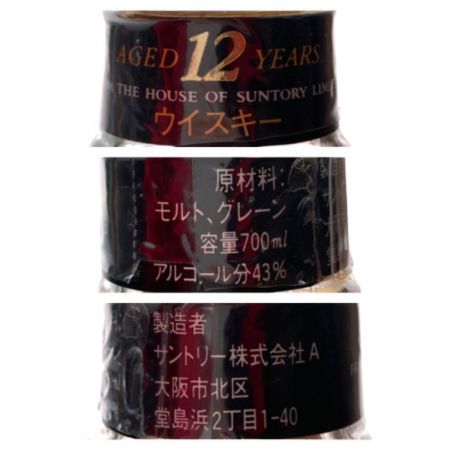 AGED 12 YEARS
THE HOUSE OF SUNTORY
ウイスキー
原材料:
モルト、グレーン
容量700ml
アルコール分43%
製造者
サントリー株式会社A
大阪市北区
堂島浜2丁目1-40